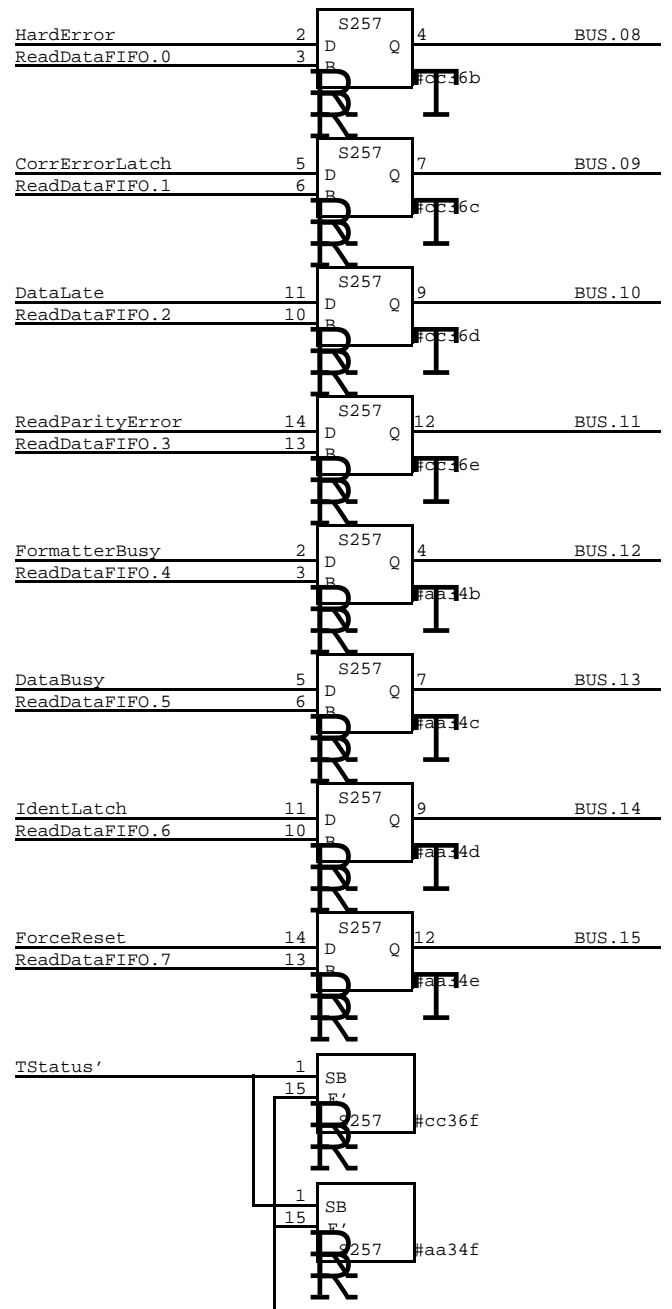 S257
HardError 2 D Q 4 BUS.08
ReadDataFIFO.0 3 B
#cc36b
S257
CorrErrorLatch 5 D Q 7 BUS.09
ReadDataFIFO.1 6 B
#cc36c
S257
DataLate 11 D Q 9 BUS.10
ReadDataFIFO.2 10 B
#cc36d
S257
ReadParityError 14 D Q 12 BUS.11
ReadDataFIFO.3 13 B
#cc36e
S257
FormatterBusy 2 D Q 4 BUS.12
ReadDataFIFO.4 3 B
#aa34b
S257
DataBusy 5 D Q 7 BUS.13
ReadDataFIFO.5 6 B
#aa34c
S257
IdentLatch 11 D Q 9 BUS.14
ReadDataFIFO.6 10 B
#aa34d
S257
ForceReset 14 D Q 12 BUS.15
ReadDataFIFO.7 13 B
#aa34e
TStatus’ 1 SB
15 E’
S257 #cc36f
1 SB
15 E’
S257 #aa34f